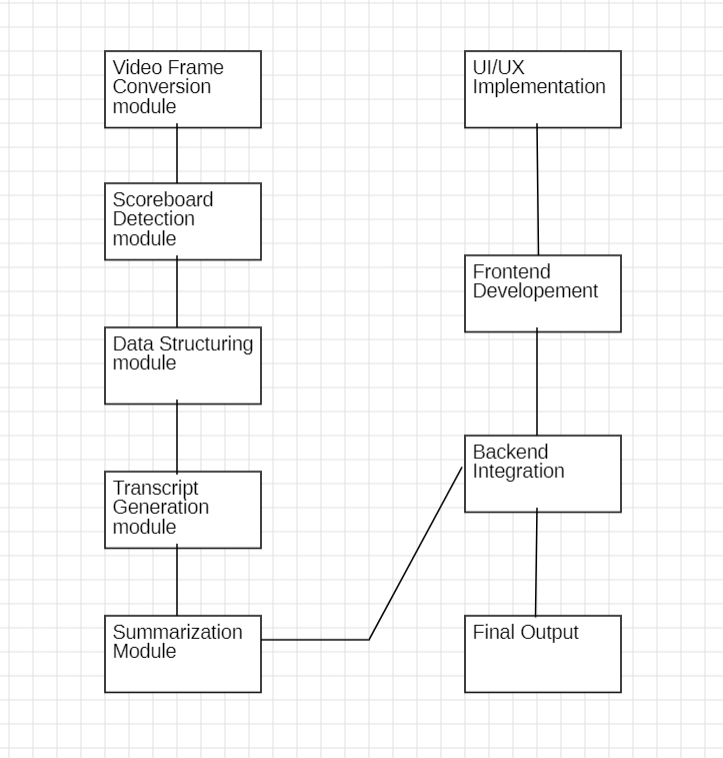 Video Frame
Conversion
module
Scoreboard
Detection
module
Data Structuring
module
Transcript
Generation
module
Summarization
Module
UI/UX
Implementation
Frontend
Developement
Backend
Integration
Final Output